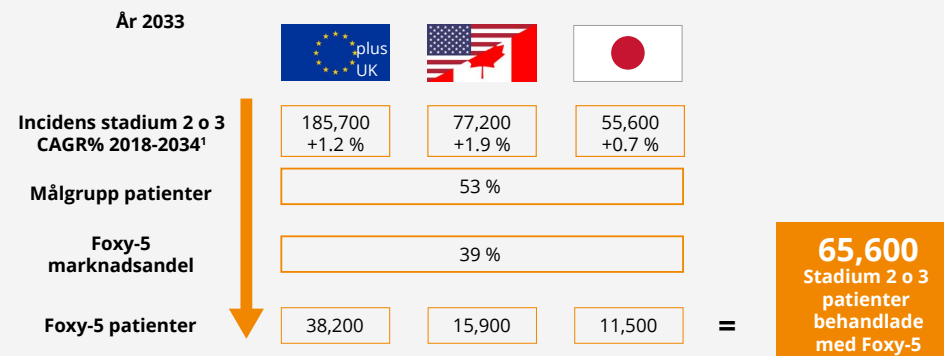 År 2033
plus
UK
Incidens stadium 2 o 3
CAGR% 2018-2034¹
185,700
+1.2 %
77,200
+1.9 %
55,600
+0.7 %
Målgrupp patienter
53 %
Foxy-5
marknadsandel
39 %
Foxy-5 patienter
38,200
15,900
11,500
=
65,600
Stadium 2 o 3
patienter
behandlade
med Foxy-5